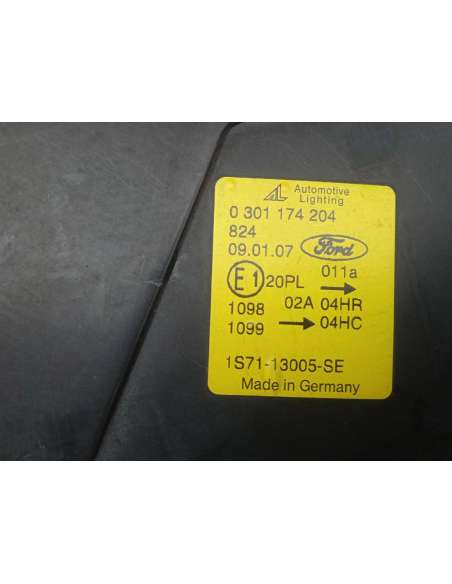 AL Automotive
Lighting
0 301 174 204
824
09.01.07 Ford
011a
E1 20PL →
1098 02A 04HR
1099 → 04HC
1S71-13005-SE
Made in Germany